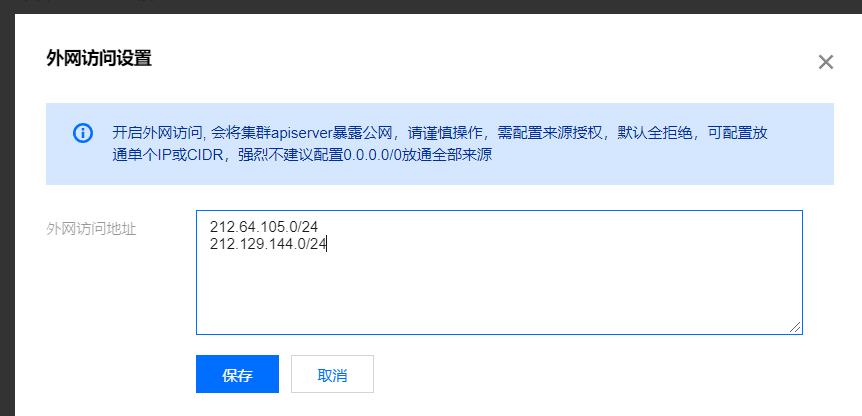 外网访问设置
开启外网访问, 会将集群apiserver暴露公网，请谨慎操作，需配置来源授权，默认全拒绝，可配置放
通单个IP或CIDR，强烈不建议配置0.0.0.0/0放通全部来源
外网访问地址
212.64.105.0/24
212.129.144.0/24
保存
取消